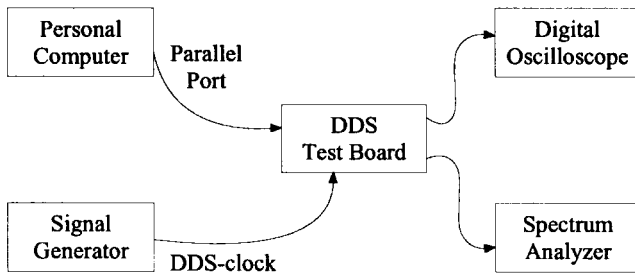 Personal
Computer
Parallel
Port
Digital
Oscilloscope
DDS
Test Board
Signal
Generator
DDS-clock
Spectrum
Analyzer